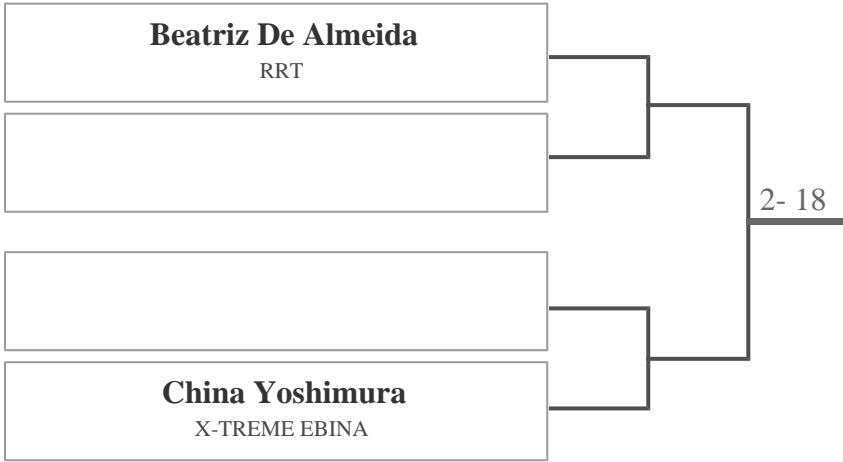 Beatriz De Almeida
RRT
2- 18
China Yoshimura
X-TREME EBINA